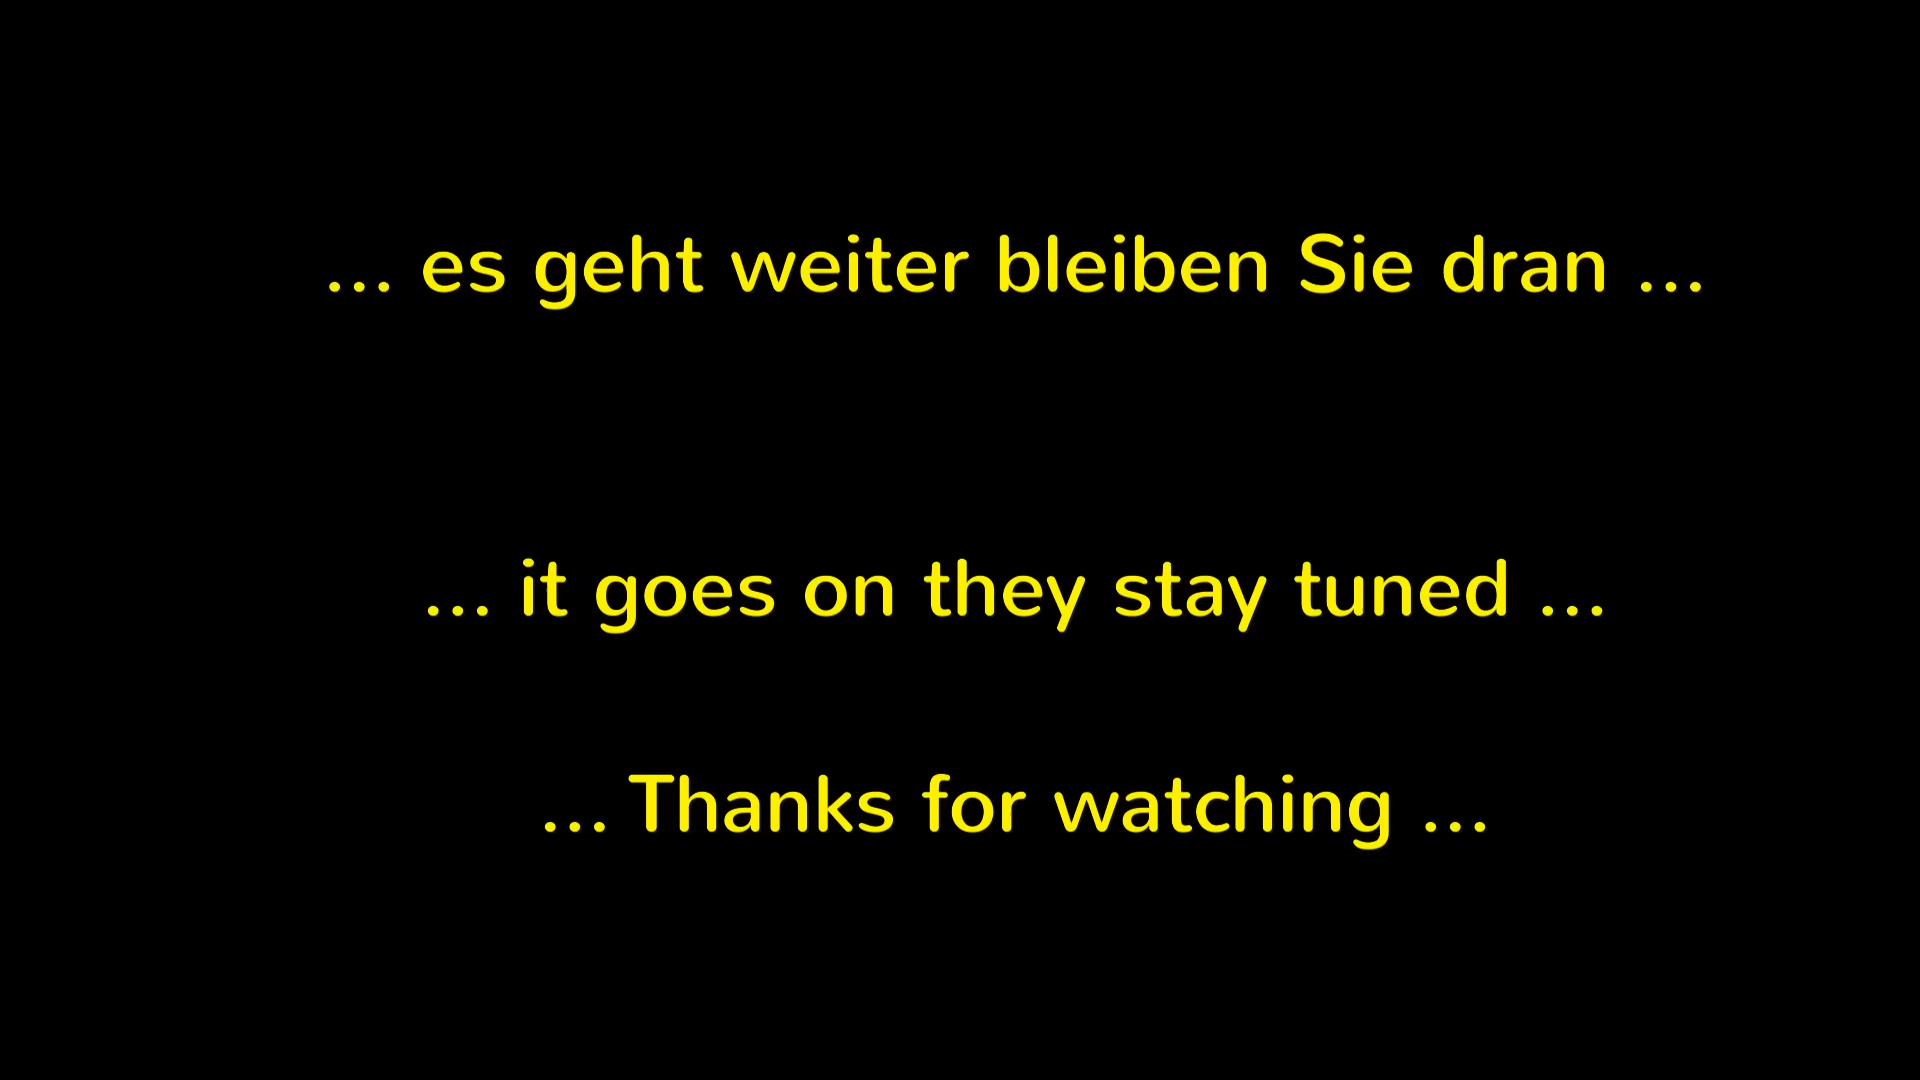 ... es geht weiter bleiben Sie dran ...
... it goes on they stay tuned ...
... Thanks for watching ...